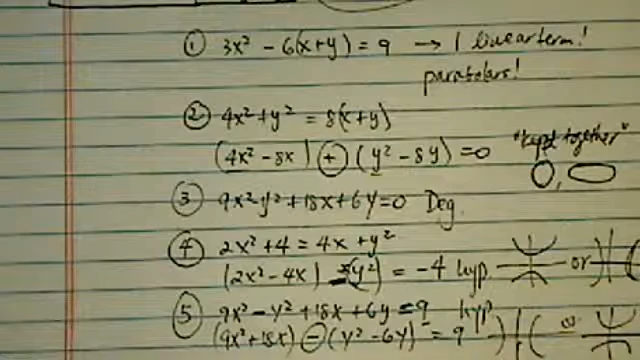 ① 3x² - 6(x+y) = 9 → 1 linear term!
parabolas!
② 4x² + y² = 8(x+y)
(4x² - 8x) + (y² - 8y) = 0 "kept together"
③ 9x² y² + 18x + 6y = 0 Deg.
④ 2x² + 4 = 4x + y²
(2x² - 4x) - (y²) = -4 hyp or
⑤ 9x² - y² + 18x + 6y = 9 hyp
(9x² + 18x) - (y² - 6y) = 9 or